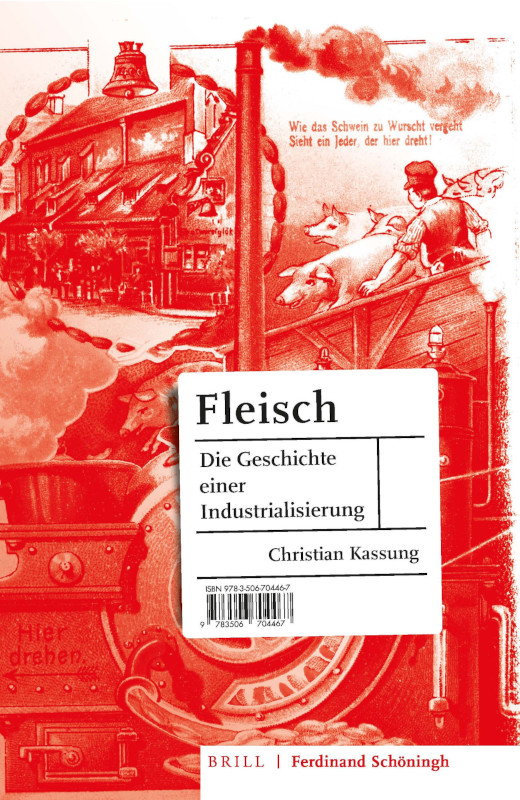 Wie das Schwein zu Wurscht vergeht
Sieht ein Jeder, der hier dreht!
Fleisch
Die Geschichte
einer
Industrialisierung
Christian Kassung
ISBN 978-3-506-70446-7
9 783506 704467
Hier
drehen.
BRILL | Ferdinand Schöningh